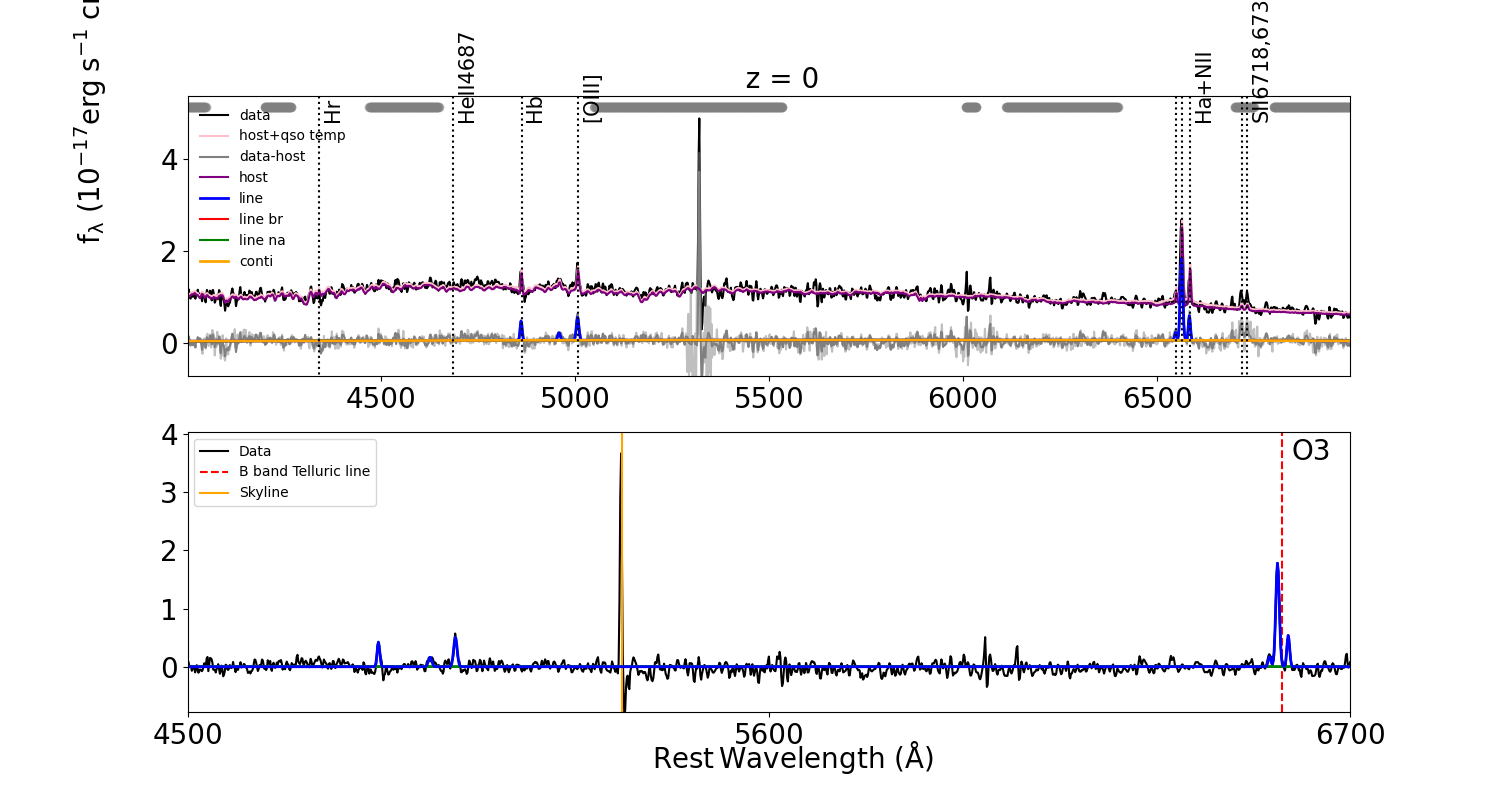 z = 0
f_λ (10^−17 erg s^−1 c
Hr
HeII4687
Hb
[OIII]
Ha+NII
SII6718,673
data
host+qso temp
data-host
host
line
line br
line na
conti
4
2
0
4500 5000 5500 6000 6500
Data
B band Telluric line
Skyline
O3
4
3
2
1
0
4500 5600 6700
Rest Wavelength (Å)